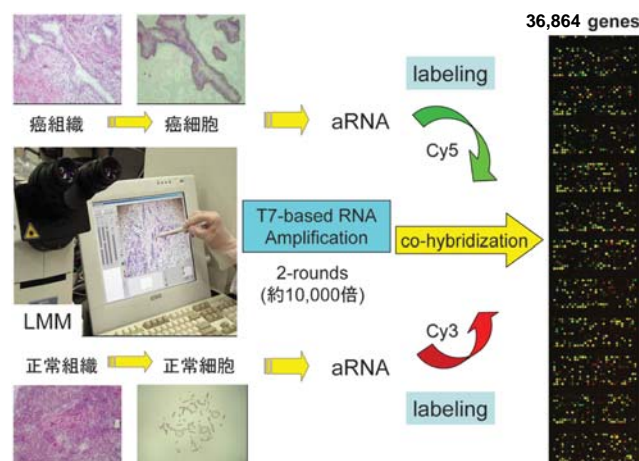 36,864 genes
labeling
癌組織
癌細胞
aRNA
Cy5
T7-based RNA
Amplification
co-hybridization
2-rounds
(約10,000倍)
LMM
Cy3
正常組織
正常細胞
aRNA
labeling